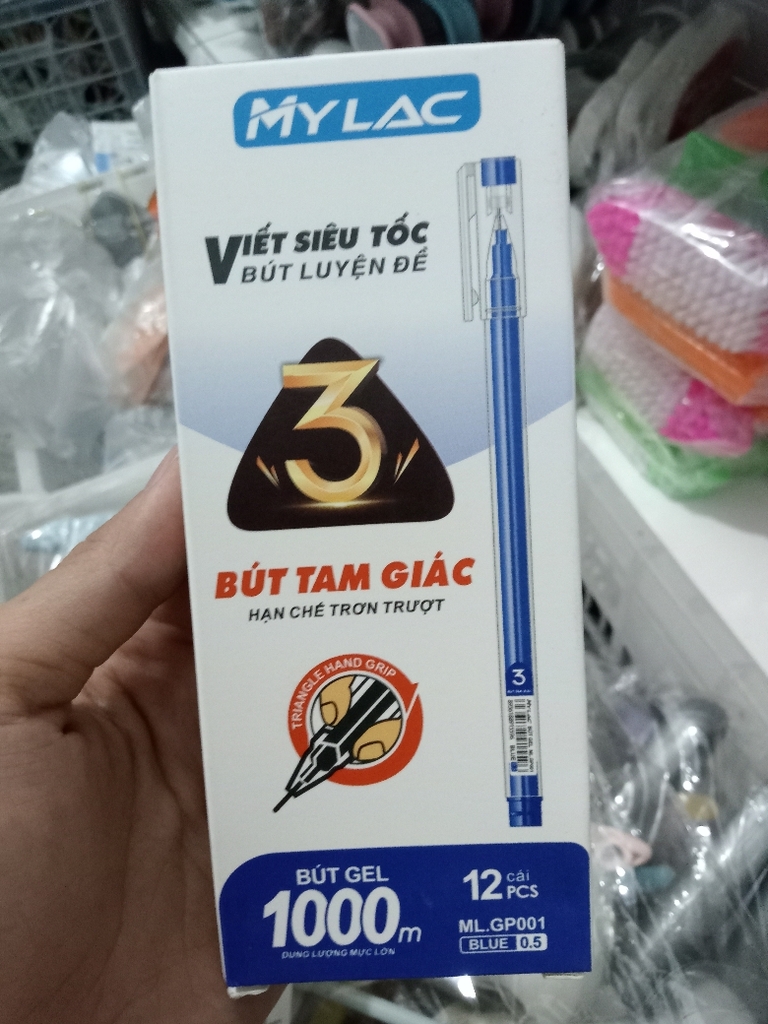 MYLAC
VIẾT SIÊU TỐC
BÚT LUYỆN ĐỀ
3
BÚT TAM GIÁC
HẠN CHẾ TRƠN TRƯỢT
TRIANGLE HAND GRIP
3
BÚT GEL
1000m
DUNG LƯỢNG MỰC LỚN
12 cái
PCS
ML.GP001
BLUE 0.5